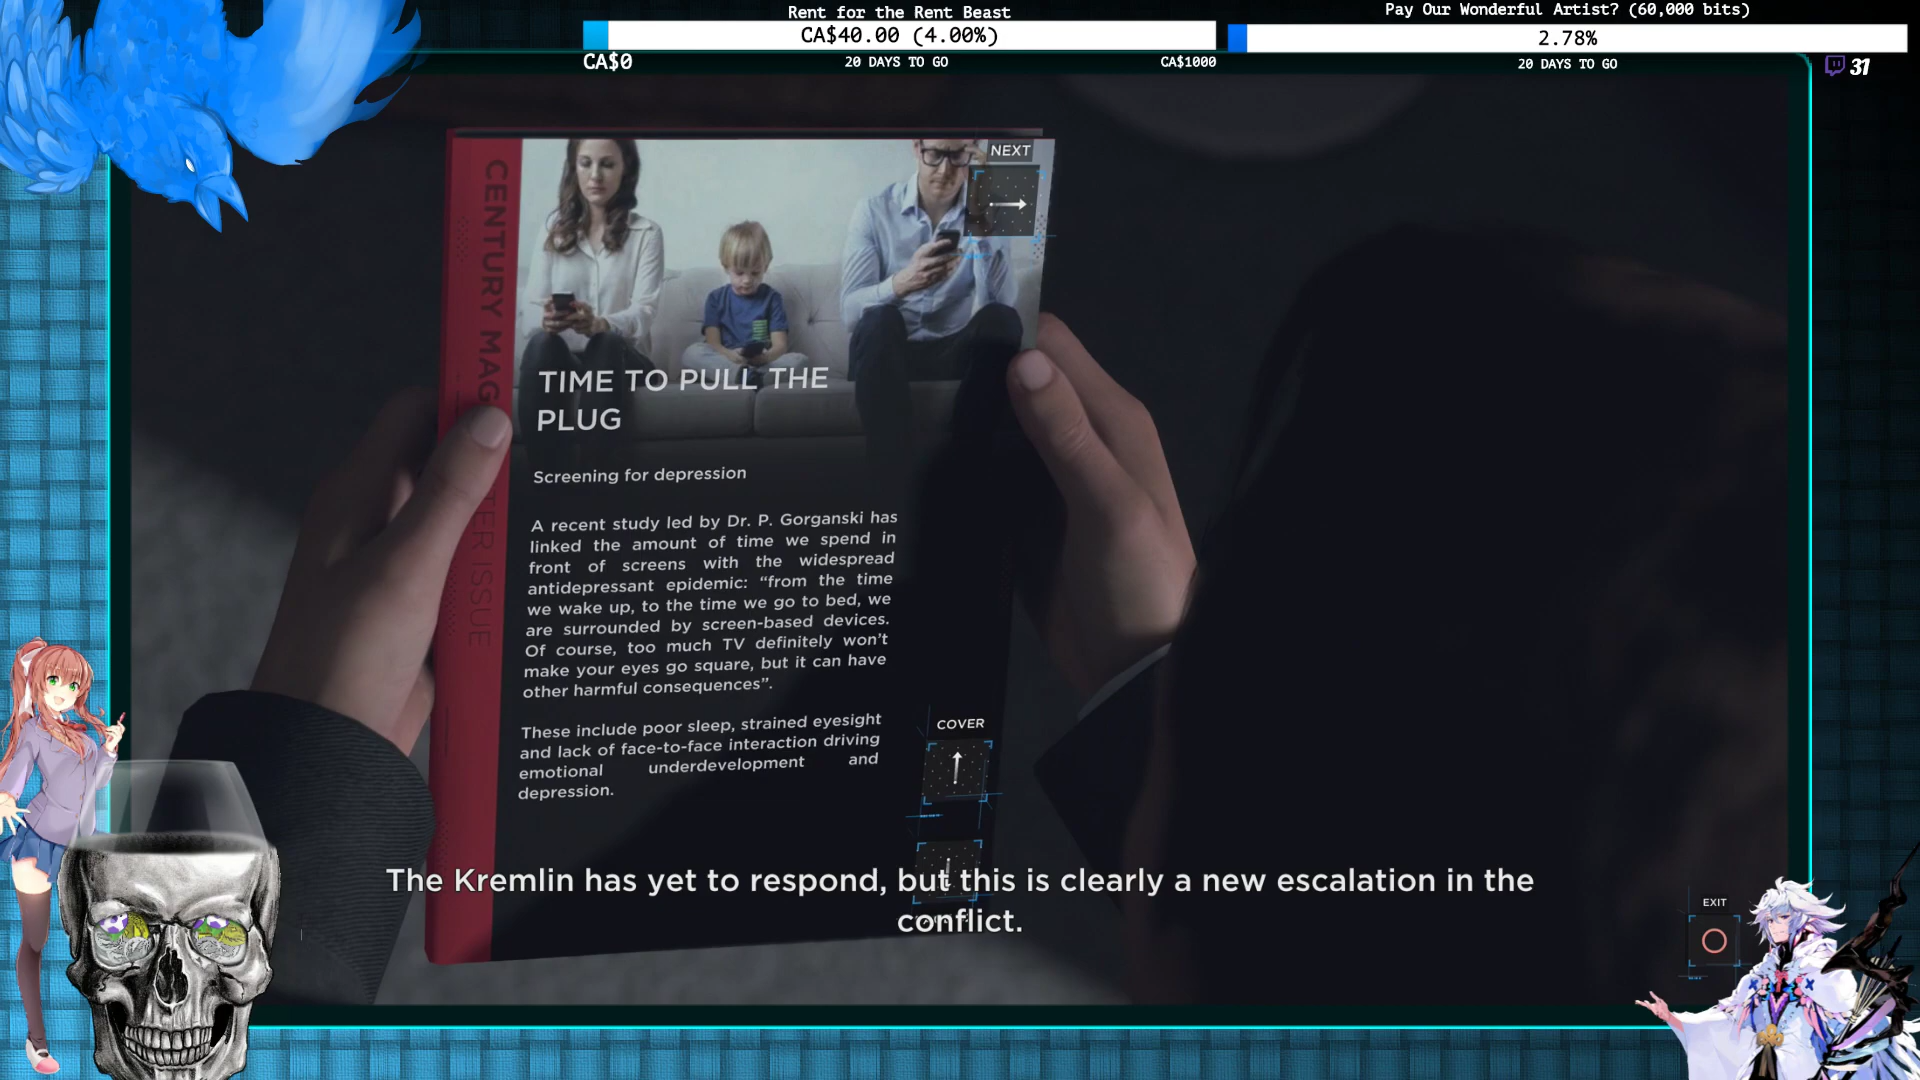 Rent for the Rent Beast
CA$40.00 (4.00%)
CA$0
20 DAYS TO GO
CA$1000
Pay Our Wonderful Artist? (60,000 bits)
2.78%
20 DAYS TO GO
31
CENTURY MAG
TER ISSUE
NEXT
TIME TO PULL THE
PLUG
Screening for depression
A recent study led by Dr. P. Gorganski has
linked the amount of time we spend in
front of screens with the widespread
antidepressant epidemic: “from the time
we wake up, to the time we go to bed, we
are surrounded by screen-based devices.
Of course, too much TV definitely won’t
make your eyes go square, but it can have
other harmful consequences”.
These include poor sleep, strained eyesight
and lack of face-to-face interaction driving
emotional underdevelopment and
depression.
COVER
The Kremlin has yet to respond, but this is clearly a new escalation in the
conflict.
EXIT